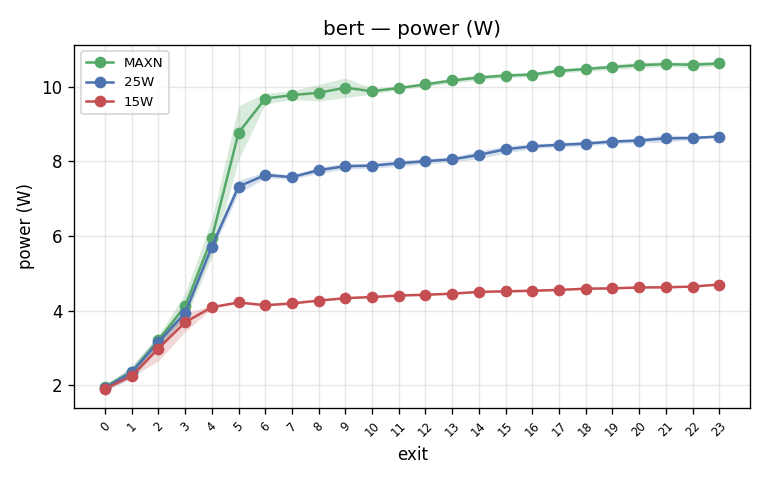 bert — power (W)
MAXN
25W
15W
power (W)
10
8
6
4
2
0 1 2 3 4 5 6 7 8 9 10 11 12 13 14 15 16 17 18 19 20 21 22 23
exit